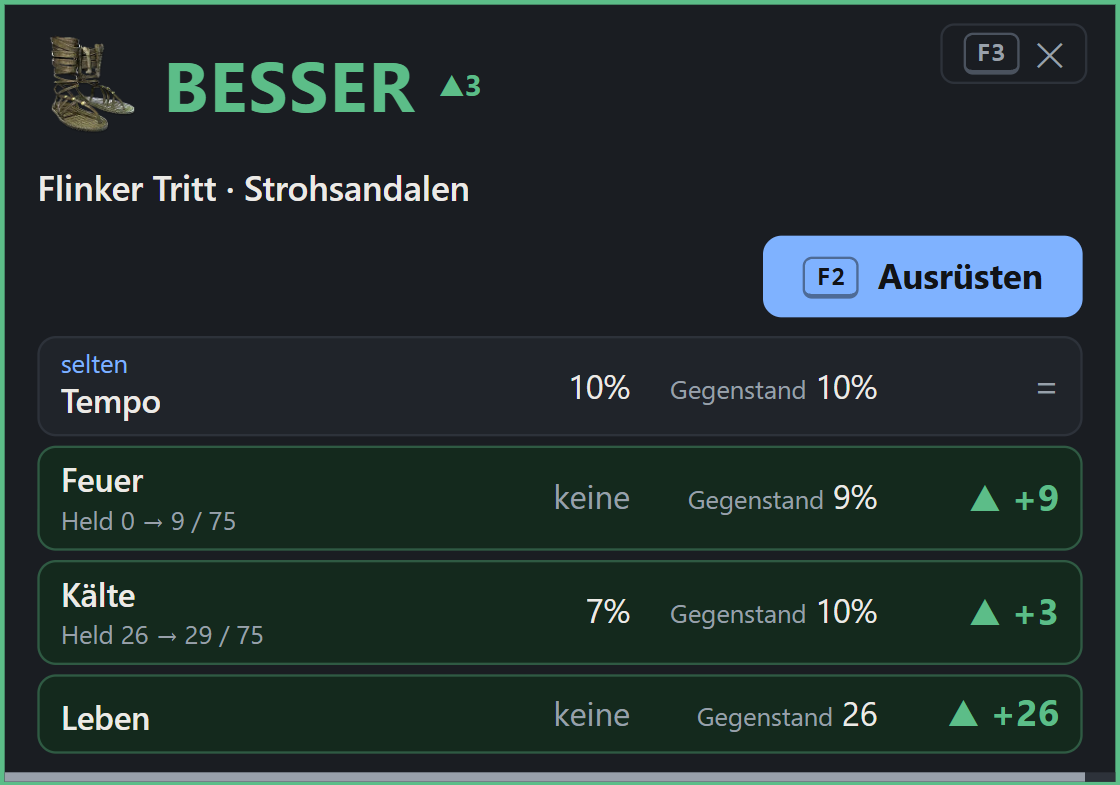 BESSER ▲3
F3
Flinker Tritt · Strohsandalen
F2 Ausrüsten
selten
Tempo 10% Gegenstand 10% =
Feuer keine Gegenstand 9% ▲ +9
Held 0 → 9 / 75
Kälte 7% Gegenstand 10% ▲ +3
Held 26 → 29 / 75
Leben keine Gegenstand 26 ▲ +26